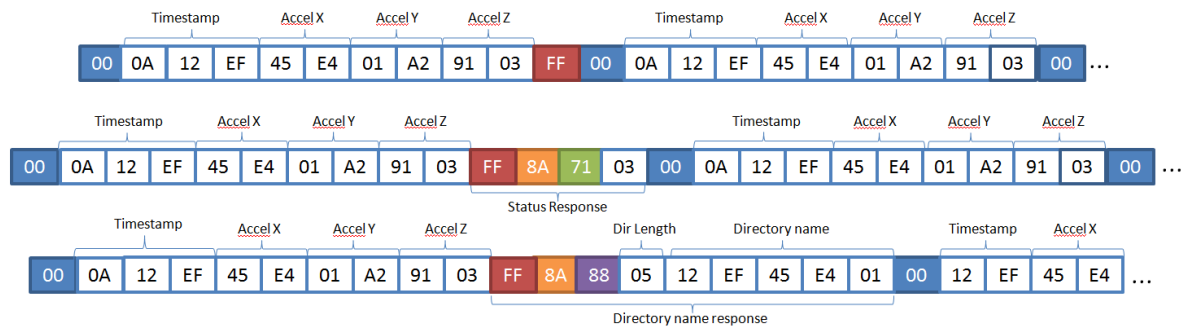 Timestamp Accel X Accel Y Accel Z Timestamp Accel X Accel Y Accel Z
00 0A 12 EF 45 E4 01 A2 91 03 FF 00 0A 12 EF 45 E4 01 A2 91 03 00 ...
Timestamp Accel X Accel Y Accel Z Timestamp Accel X Accel Y Accel Z
00 0A 12 EF 45 E4 01 A2 91 03 FF 8A 71 03 00 0A 12 EF 45 E4 01 A2 91 03 00 ...
Status Response
Timestamp Accel X Accel Y Accel Z Dir Length Directory name Timestamp Accel X
00 0A 12 EF 45 E4 01 A2 91 03 FF 8A 88 05 12 EF 45 E4 01 00 12 EF 45 E4 ...
Directory name response